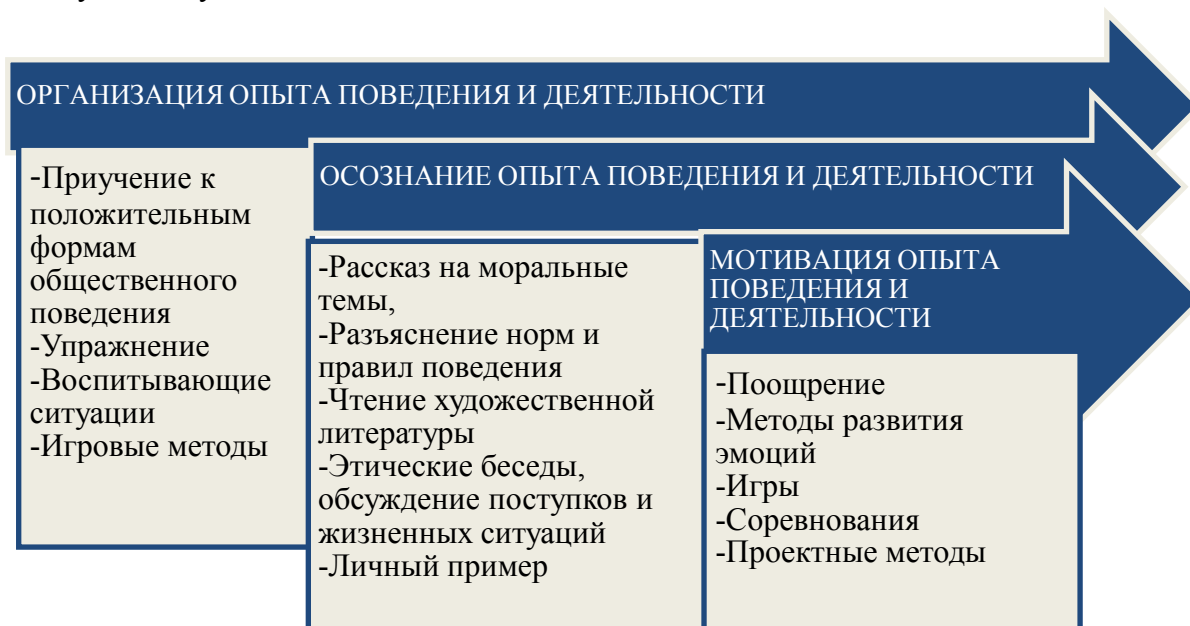 ОРГАНИЗАЦИЯ ОПЫТА ПОВЕДЕНИЯ И ДЕЯТЕЛЬНОСТИ
-Приучение к
положительным
формам
общественного
поведения
-Упражнение
-Воспитывающие
ситуации
-Игровые методы
ОСОЗНАНИЕ ОПЫТА ПОВЕДЕНИЯ И ДЕЯТЕЛЬНОСТИ
-Рассказ на моральные
темы,
-Разъяснение норм и
правил поведения
-Чтение художественной
литературы
-Этические беседы,
обсуждение поступков и
жизненных ситуаций
-Личный пример
МОТИВАЦИЯ ОПЫТА
ПОВЕДЕНИЯ И
ДЕЯТЕЛЬНОСТИ
-Поощрение
-Методы развития
эмоций
-Игры
-Соревнования
-Проектные методы